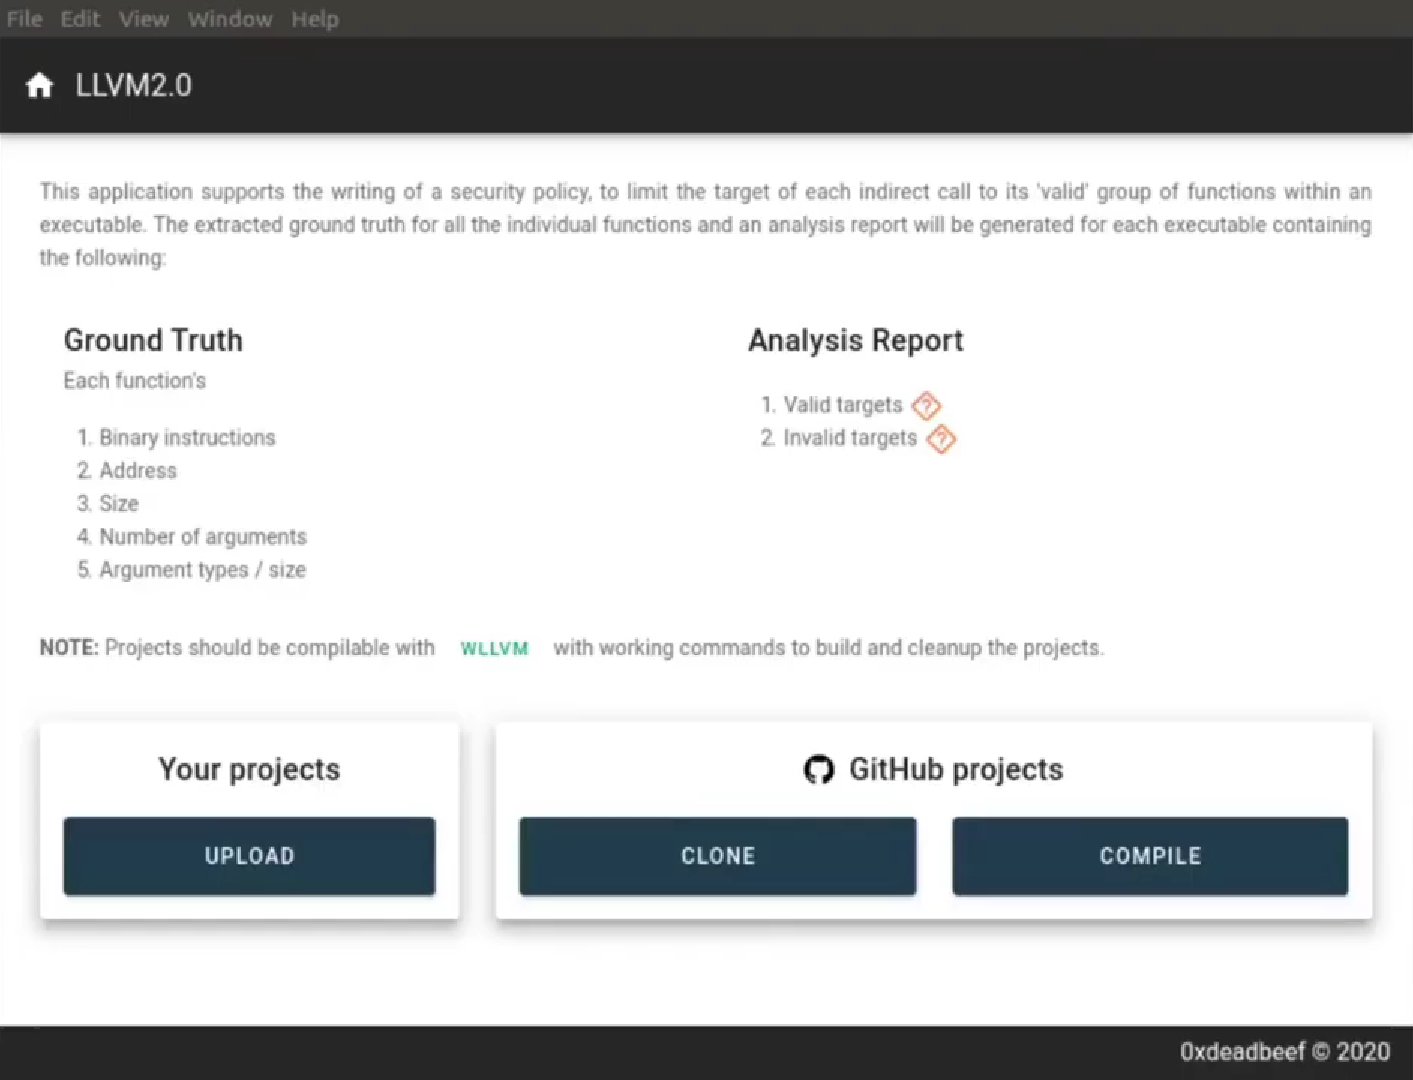 File Edit View Window Help
LLVM2.0
This application supports the writing of a security policy, to limit the target of each indirect call to its 'valid' group of functions within an
executable. The extracted ground truth for all the individual functions and an analysis report will be generated for each executable containing
the following:
Ground Truth
Each function's
1. Binary instructions
2. Address
3. Size
4. Number of arguments
5. Argument types / size
Analysis Report
1. Valid targets ?
2. Invalid targets ?
NOTE: Projects should be compilable with WLLVM with working commands to build and cleanup the projects.
Your projects
UPLOAD
GitHub projects
CLONE COMPILE
0xdeadbeef © 2020